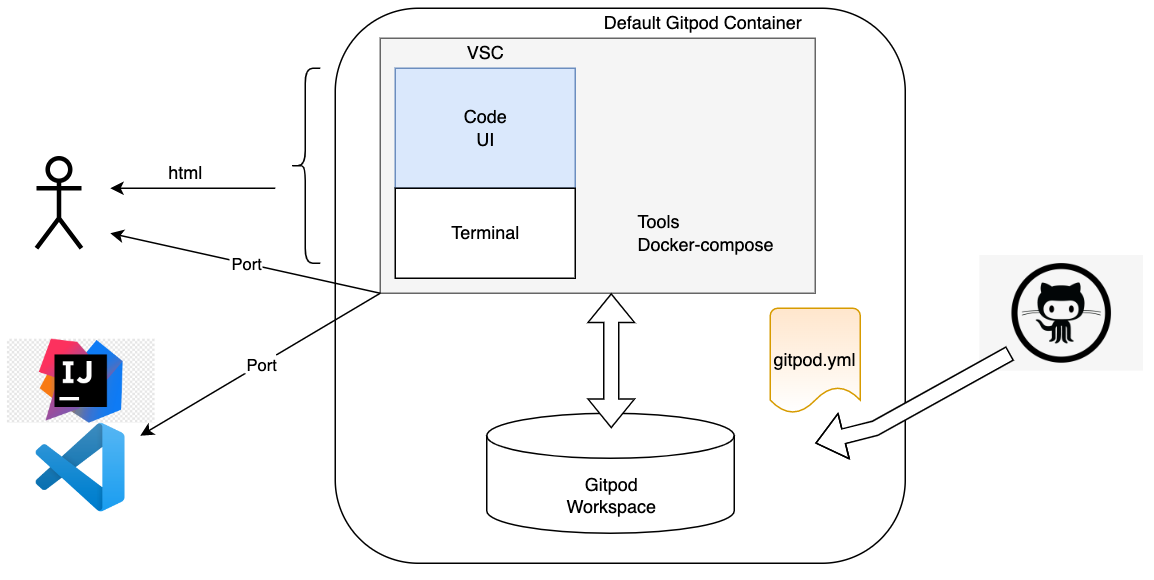 Default Gitpod Container
VSC
Code
UI
html
Terminal
Tools
Docker-compose
Port
Port
IJ
gitpod.yml
Gitpod
Workspace